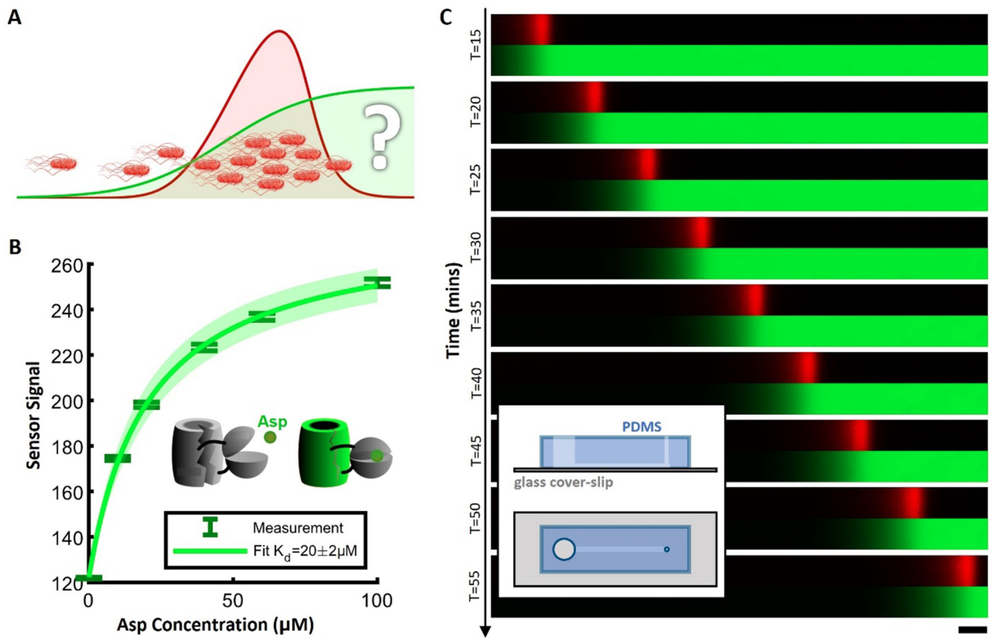 A
?
B
260
240
220
200
180
160
140
120
0
50
100
Sensor Signal
Asp Concentration (µM)
Asp
Measurement
Fit K_d=20±2µM
C
Time (mins)
T=15
T=20
T=25
T=30
T=35
T=40
T=45
T=50
T=55
PDMS
glass cover-slip